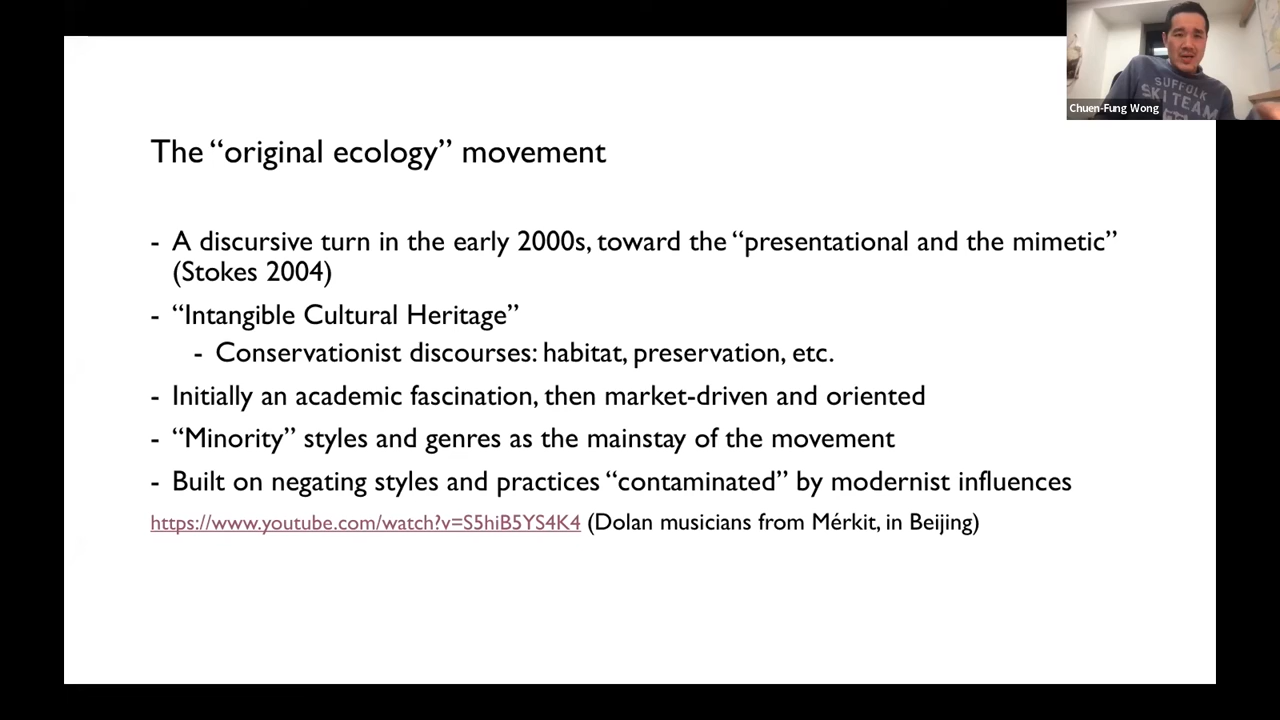 SUFFOLK
SKI TEAM
Chuen-Fung Wong
The “original ecology” movement
- A discursive turn in the early 2000s, toward the “presentational and the mimetic”
(Stokes 2004)
- “Intangible Cultural Heritage”
- Conservationist discourses: habitat, preservation, etc.
- Initially an academic fascination, then market-driven and oriented
- “Minority” styles and genres as the mainstay of the movement
- Built on negating styles and practices “contaminated” by modernist influences
https://www.youtube.com/watch?v=S5hiB5YS4K4 (Dolan musicians from Mérkit, in Beijing)